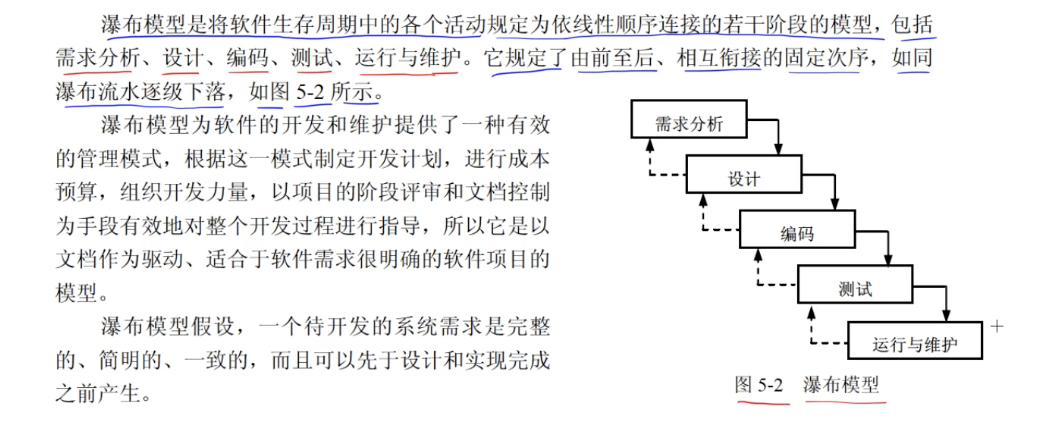 瀑布模型是将软件生存周期中的各个活动规定为依线性顺序连接的若干阶段的模型，包括
需求分析、设计、编码、测试、运行与维护。它规定了由前至后、相互衔接的固定次序，如同
瀑布流水逐级下落，如图 5-2 所示。
瀑布模型为软件的开发和维护提供了一种有效
的管理模式，根据这一模式制定开发计划，进行成本
预算，组织开发力量，以项目的阶段评审和文档控制
为手段有效地对整个开发过程进行指导，所以它是以
文档作为驱动、适合于软件需求很明确的软件项目的
模型。
瀑布模型假设，一个待开发的系统需求是完整
的、简明的、一致的，而且可以先于设计和实现完成
之前产生。
需求分析
设计
编码
测试
运行与维护
图 5-2 瀑布模型